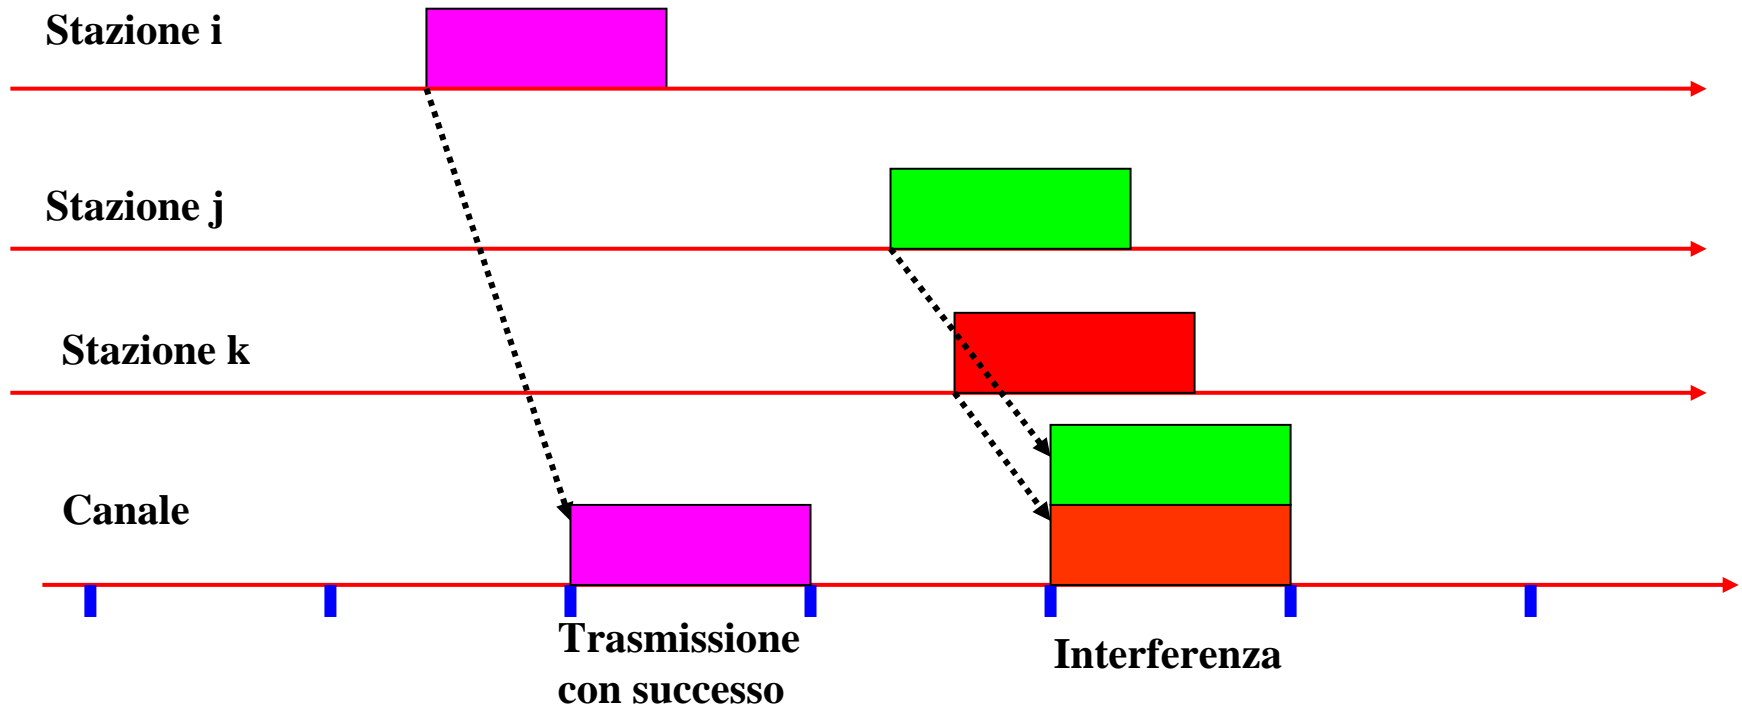 Stazione i
Stazione j
Stazione k
Canale
Trasmissione
con successo
Interferenza